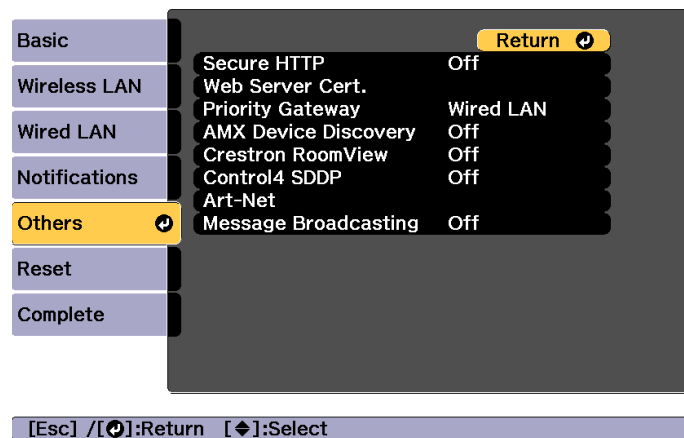 Basic
Wireless LAN
Wired LAN
Notifications
Others
Reset
Complete
Return
Secure HTTP Off
Web Server Cert.
Priority Gateway Wired LAN
AMX Device Discovery Off
Crestron RoomView Off
Control4 SDDP Off
Art-Net
Message Broadcasting Off
[Esc] /[⏎]:Return [◆]:Select